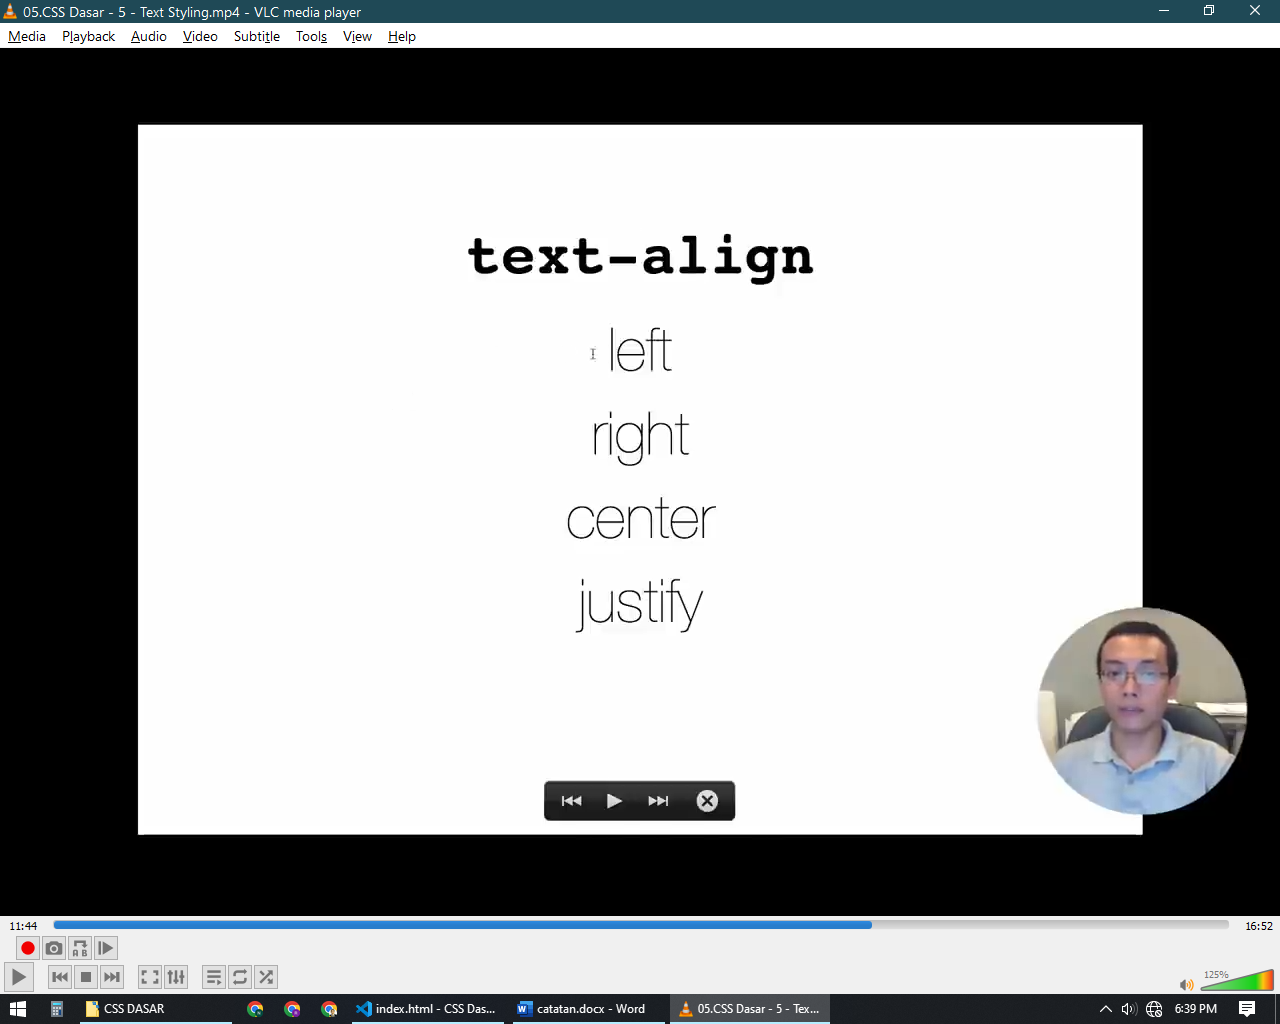 05.CSS Dasar - 5 - Text Styling.mp4 - VLC media player
Media Playback Audio Video Subtitle Tools View Help
text-align
left
right
center
justify
11:44
16:52
A B
125%
CSS DASAR
index.html - CSS Das...
catatan.docx - Word
05.CSS Dasar - 5 - Tex...
6:39 PM